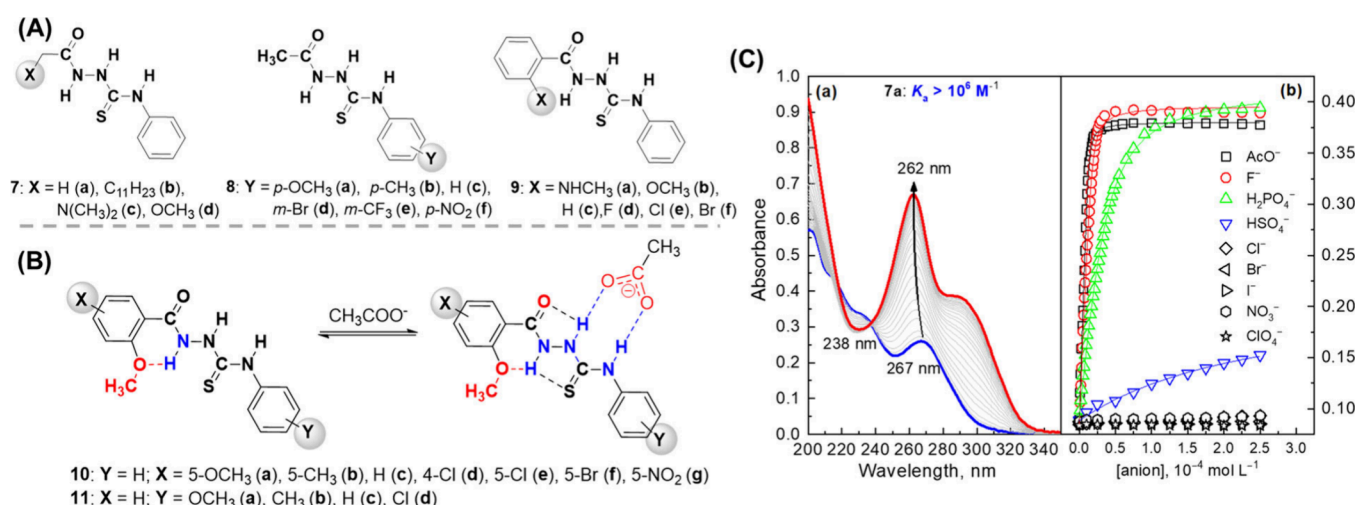 (A)
O
X
C
N
N
H
H
C
S
N
H
7: X = H (a), C₁₁H₂₃ (b),
N(CH₃)₂ (c), OCH₃ (d)
O
H₃C
C
N
N
H
H
C
S
N
H
Y
8: Y = p-OCH₃ (a), p-CH₃ (b), H (c),
m-Br (d), m-CF₃ (e), p-NO₂ (f)
O
C
X
N
N
H
H
C
S
N
H
9: X = NHCH₃ (a), OCH₃ (b),
H (c),F (d), Cl (e), Br (f)
(B)
X
O
C
N
N
H
H
O
H₃C
S
C
N
H
Y
CH₃COO⁻
X
O
C
N
N
H
H
O
H₃C
C
S
N
H
Y
CH₃
C
O
O
⊖
10: Y = H; X = 5-OCH₃ (a), 5-CH₃ (b), H (c), 4-Cl (d), 5-Cl (e), 5-Br (f), 5-NO₂ (g)
11: X = H; Y = OCH₃ (a), CH₃ (b), H (c), Cl (d)
(C)
Absorbance
1.0
0.9
0.8
0.7
0.6
0.5
0.4
0.3
0.2
0.1
0.0
(a)
7a: Kₐ > 10⁶ M⁻¹
262 nm
238 nm
267 nm
200 220 240 260 280 300 320 340
Wavelength, nm
(b)
AcO⁻
F⁻
H₂PO₄⁻
HSO₄⁻
Cl⁻
Br⁻
I⁻
NO₃⁻
ClO₄⁻
0.40
0.35
0.30
0.25
0.20
0.15
0.10
0.0 0.5 1.0 1.5 2.0 2.5 3.0
[anion], 10⁻⁴ mol L⁻¹